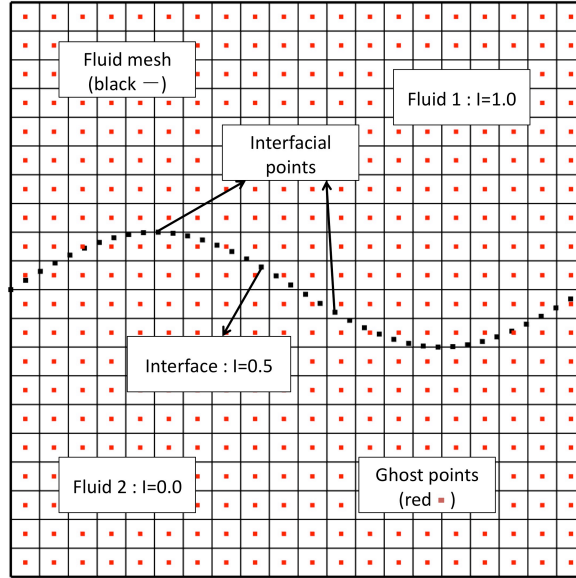 Fluid mesh
(black —)
Fluid 1 : I=1.0
Interfacial
points
Interface : I=0.5
Fluid 2 : I=0.0
Ghost points
(red ▪ )